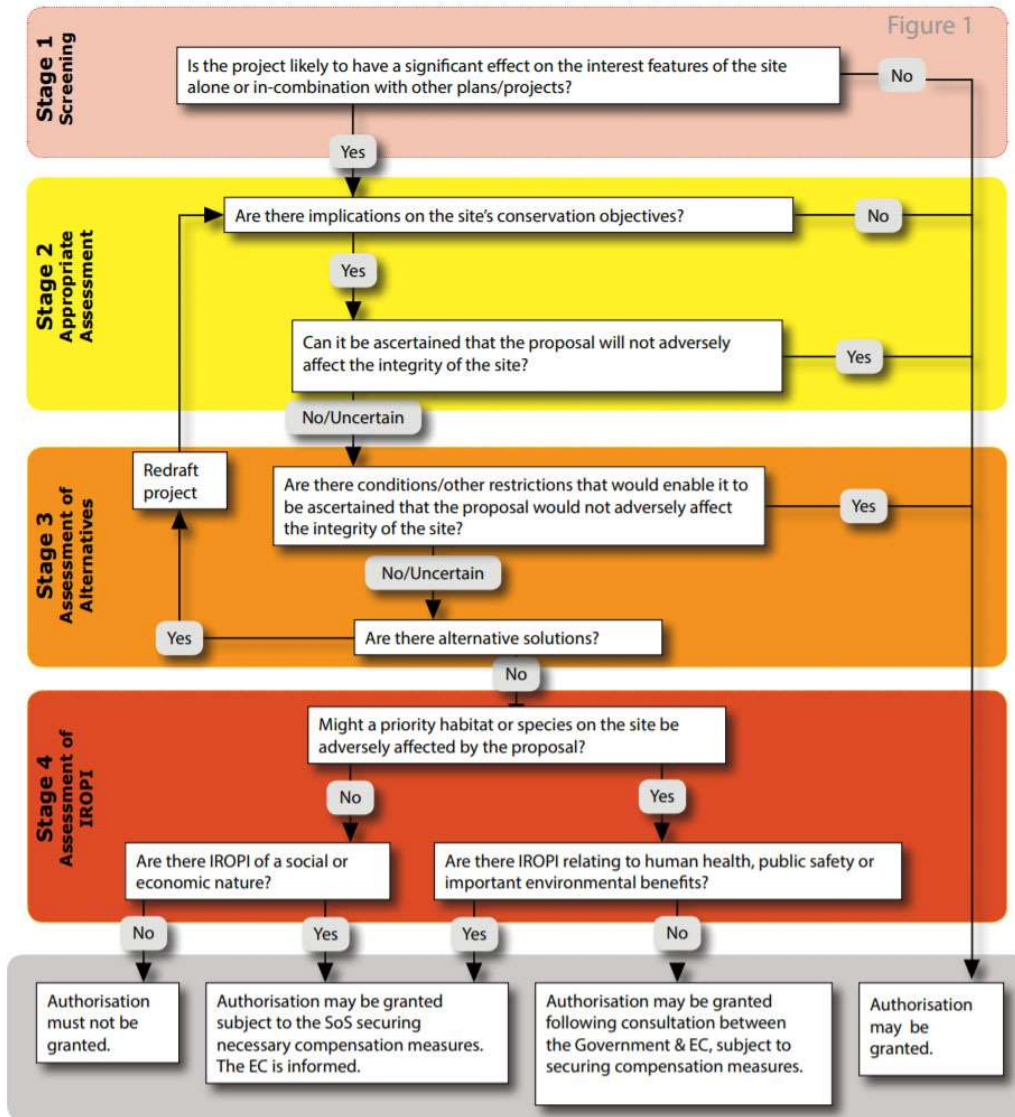 Figure 1
Stage 1
Screening
Is the project likely to have a significant effect on the interest features of the site
alone or in-combination with other plans/projects?
No
Yes
Stage 2
Appropriate
Assessment
Are there implications on the site's conservation objectives?
No
Yes
Can it be ascertained that the proposal will not adversely
affect the integrity of the site?
Yes
No/Uncertain
Stage 3
Assessment of
Alternatives
Redraft
project
Are there conditions/other restrictions that would enable it to
be ascertained that the proposal would not adversely affect
the integrity of the site?
Yes
No/Uncertain
Yes
Are there alternative solutions?
No
Stage 4
Assessment of
IROPI
Might a priority habitat or species on the site be
adversely affected by the proposal?
No
Yes
Are there IROPI of a social or
economic nature?
Are there IROPI relating to human health, public safety or
important environmental benefits?
No
Yes
Yes
No
Authorisation
must not be
granted.
Authorisation may be granted
subject to the SoS securing
necessary compensation measures.
The EC is informed.
Authorisation may be granted
following consultation between
the Government & EC, subject to
securing compensation measures.
Authorisation
may be
granted.